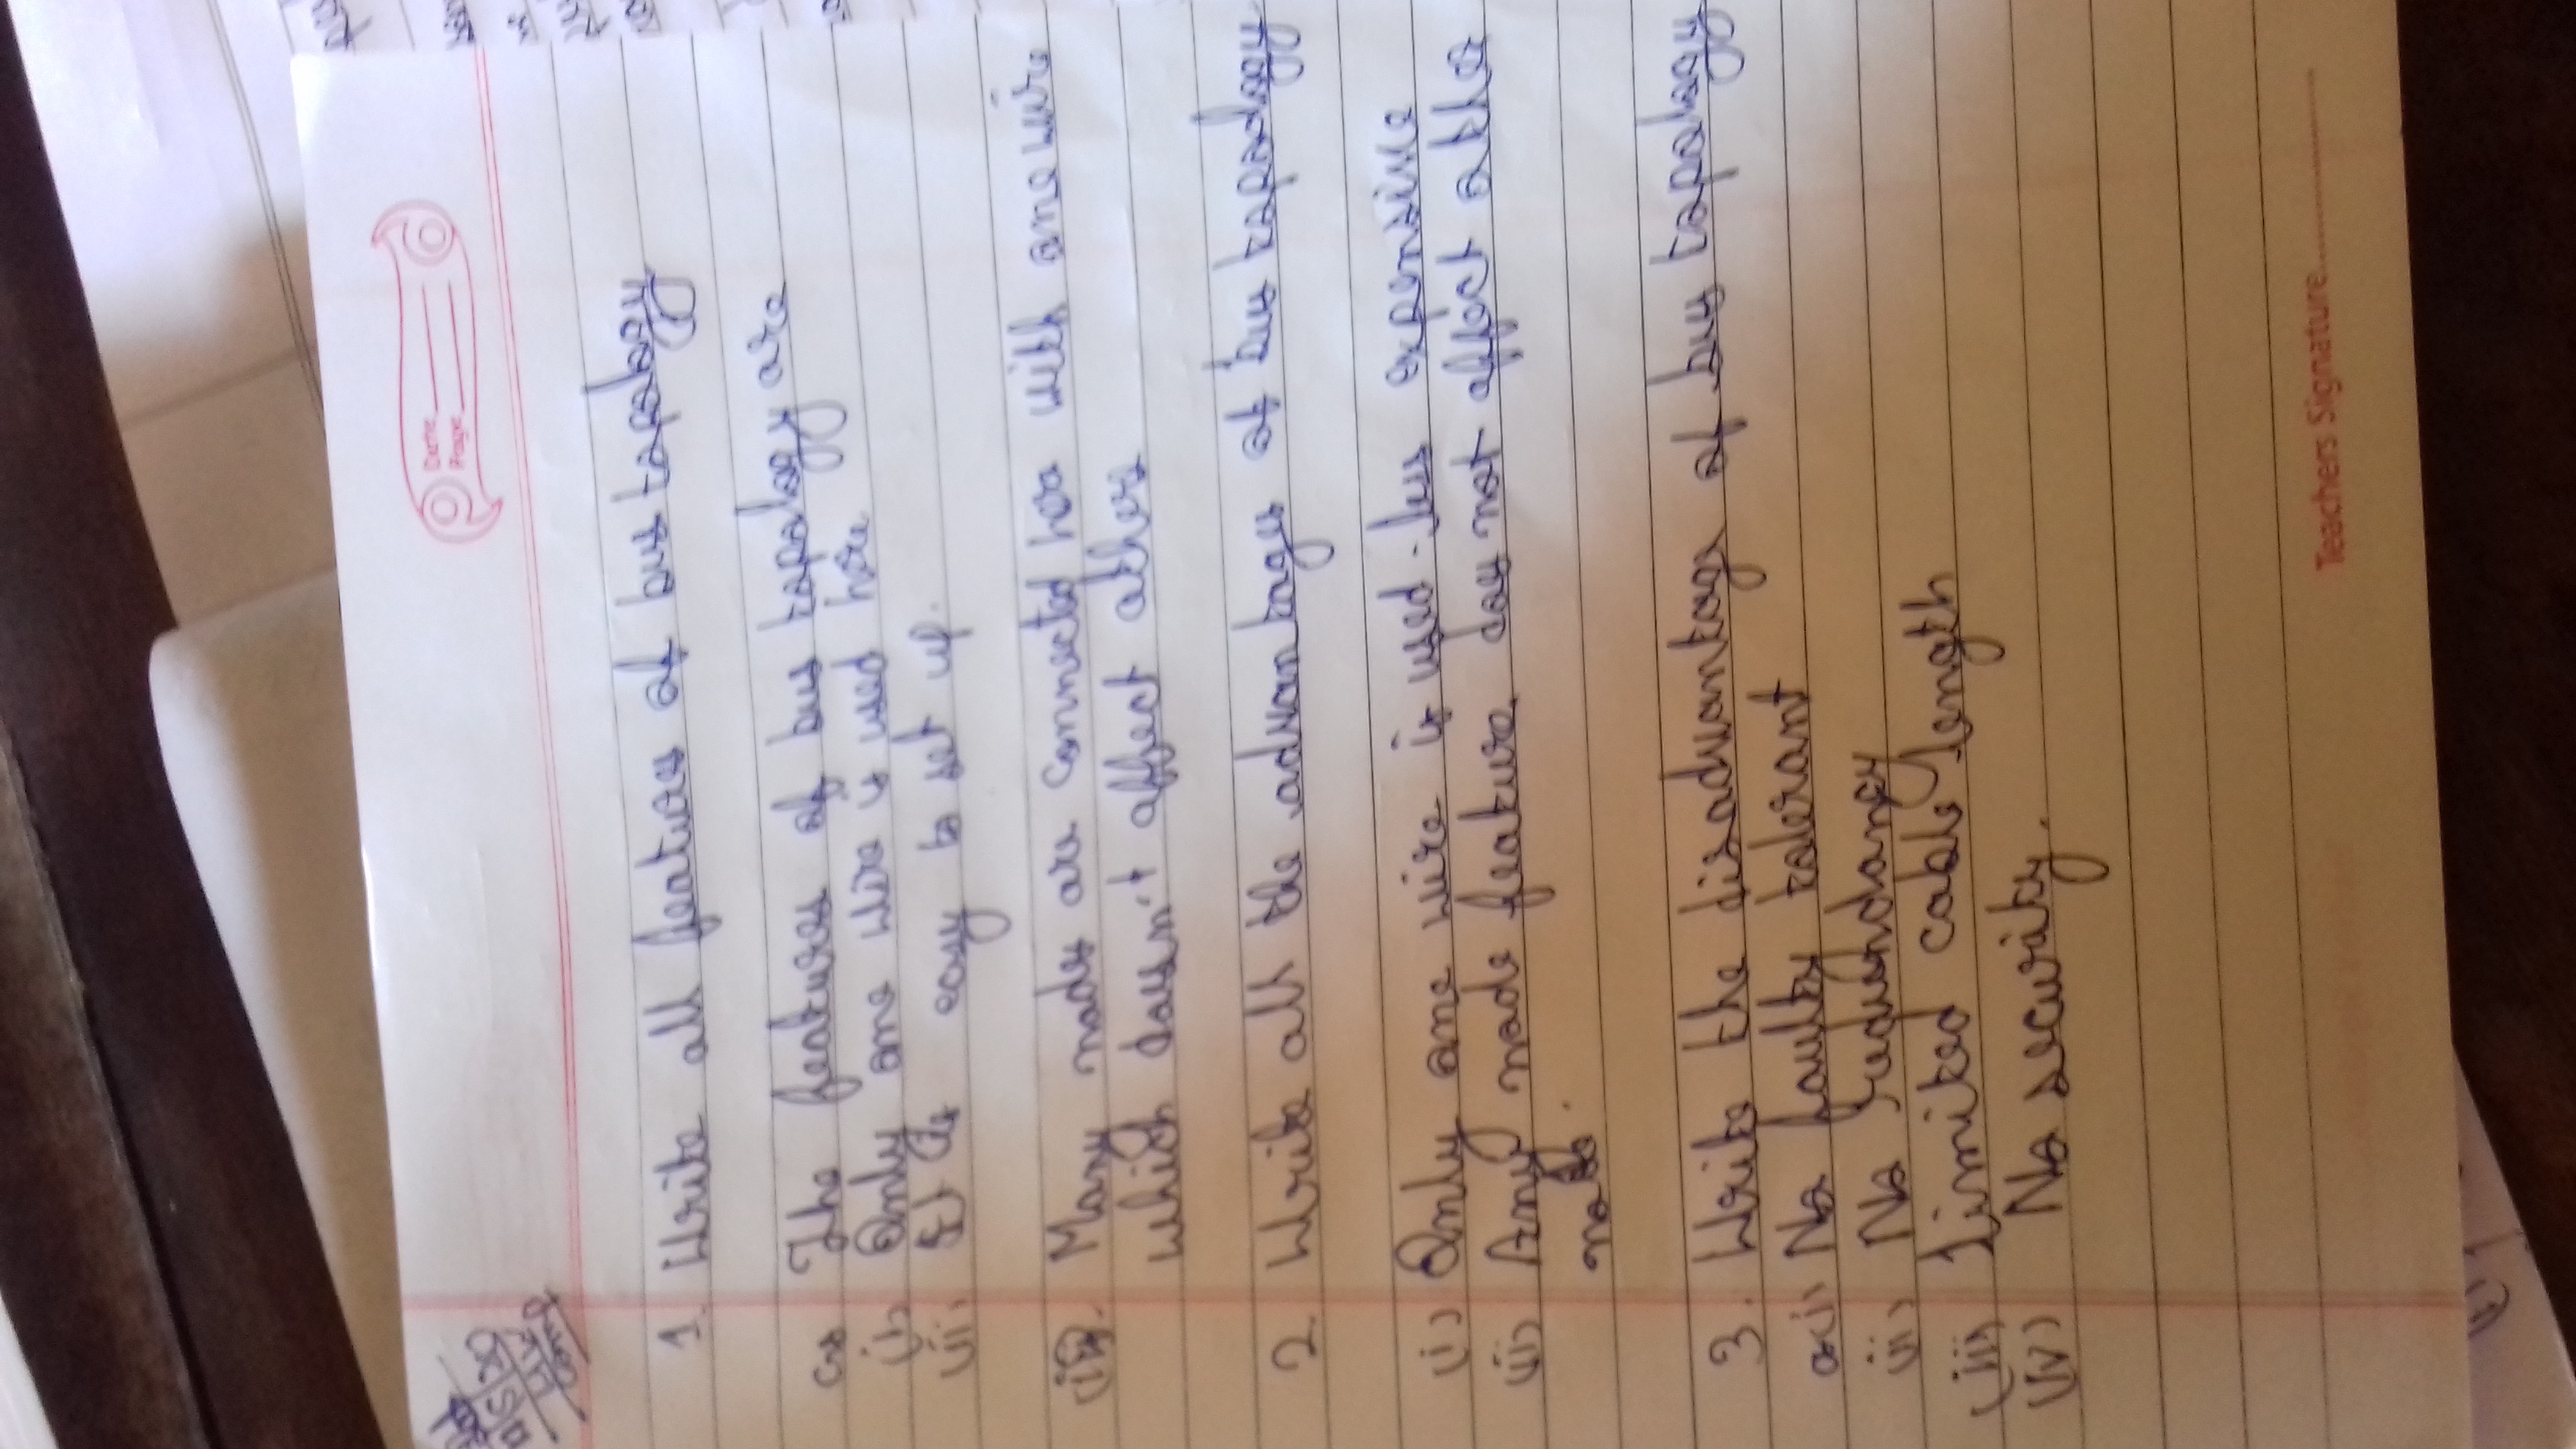 20/5/20
HW
Comp
Date
Page
1. Write all features of bus topology
Ans The features of bus topology are
(i) Only one wire is used here
(ii) It is easy to set up.
(iii). Many nodes are connected here with one wire
which doesn't affect others
2. Write all the advantages of bus topology.
(i) Only one wire is used - less expensive
(ii) Any node feature does not affect other
node.
3. Write the disadvantage of bus topology
a(i) No faulty tolerant
(ii) No redundancy
(iii) Limited cable length
(iv) No security.
Teachers Signature